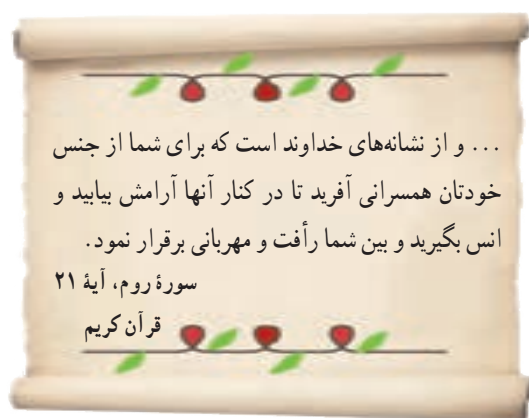 ... و از نشانه‌های خداوند است که برای شما از جنس
خودتان همسرانی آفرید تا در کنار آنها آرامش بیابید و
انس بگیرید و بین شما رأفت و مهربانی برقرار نمود.
سورهٔ روم، آیهٔ ۲۱
قرآن کریم